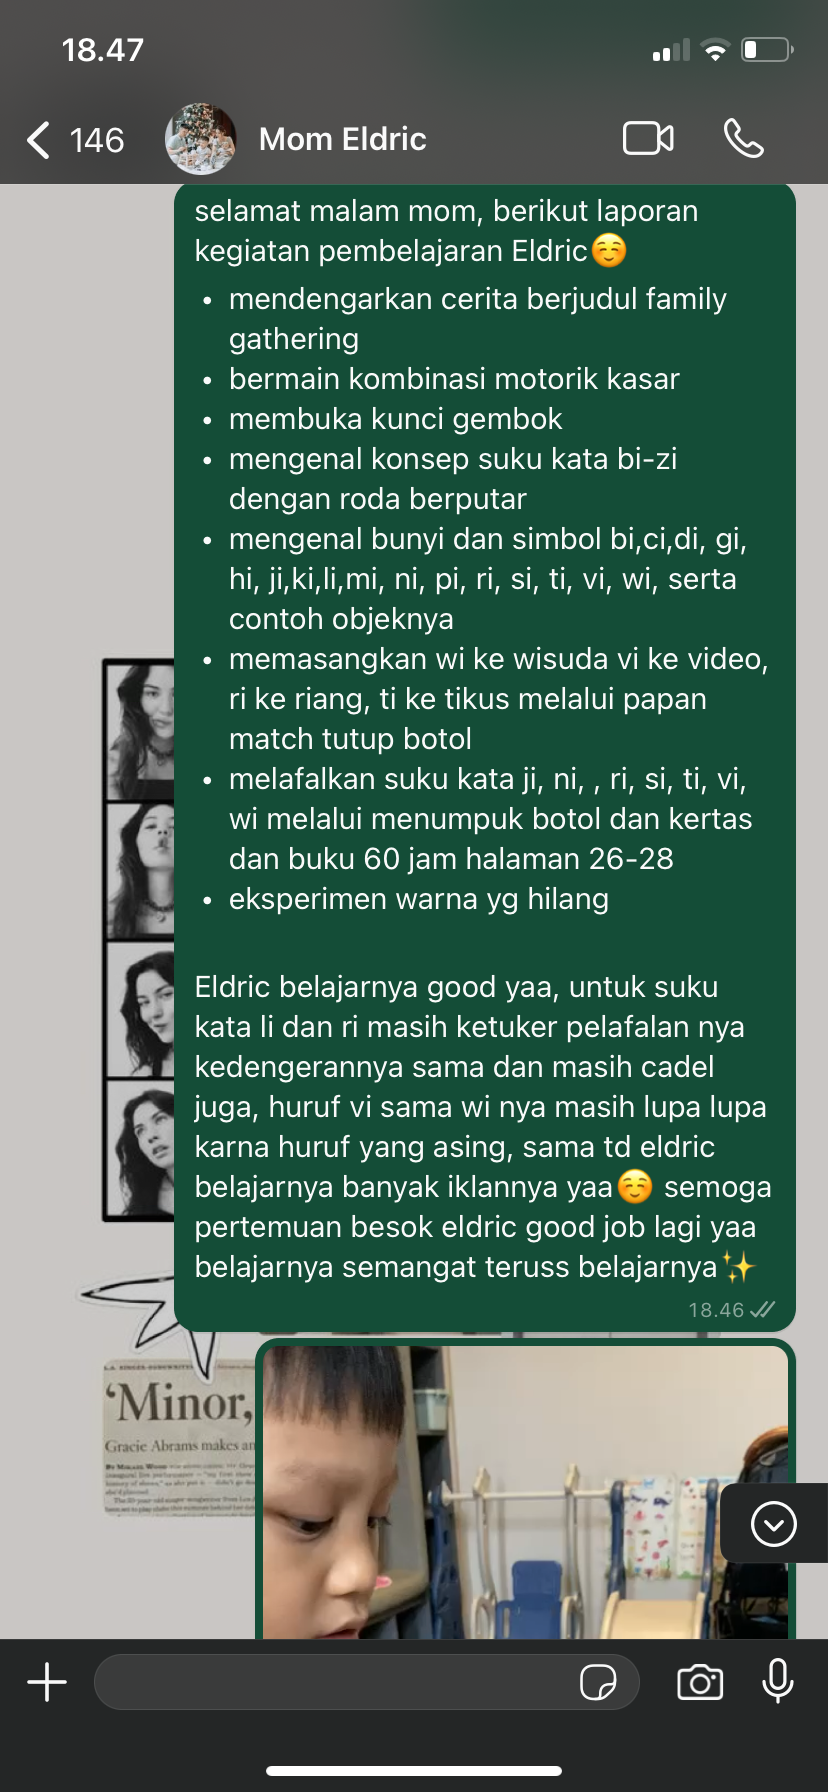 18.47
146
Mom Eldric
selamat malam mom, berikut laporan
kegiatan pembelajaran Eldric☺️
• mendengarkan cerita berjudul family
gathering
• bermain kombinasi motorik kasar
• membuka kunci gembok
• mengenal konsep suku kata bi-zi
dengan roda berputar
• mengenal bunyi dan simbol bi,ci,di, gi,
hi, ji,ki,li,mi, ni, pi, ri, si, ti, vi, wi, serta
contoh objeknya
• memasangkan wi ke wisuda vi ke video,
ri ke riang, ti ke tikus melalui papan
match tutup botol
• melafalkan suku kata ji, ni, , ri, si, ti, vi,
wi melalui menumpuk botol dan kertas
dan buku 60 jam halaman 26-28
• eksperimen warna yg hilang
Eldric belajarnya good yaa, untuk suku
kata li dan ri masih ketuker pelafalan nya
kedengerannya sama dan masih cadel
juga, huruf vi sama wi nya masih lupa lupa
karna huruf yang asing, sama td eldric
belajarnya banyak iklannya yaa☺️ semoga
pertemuan besok eldric good job lagi yaa
belajarnya semangat teruss belajarnya✨
18.46
‘Minor,
Gracie Abrams makes an